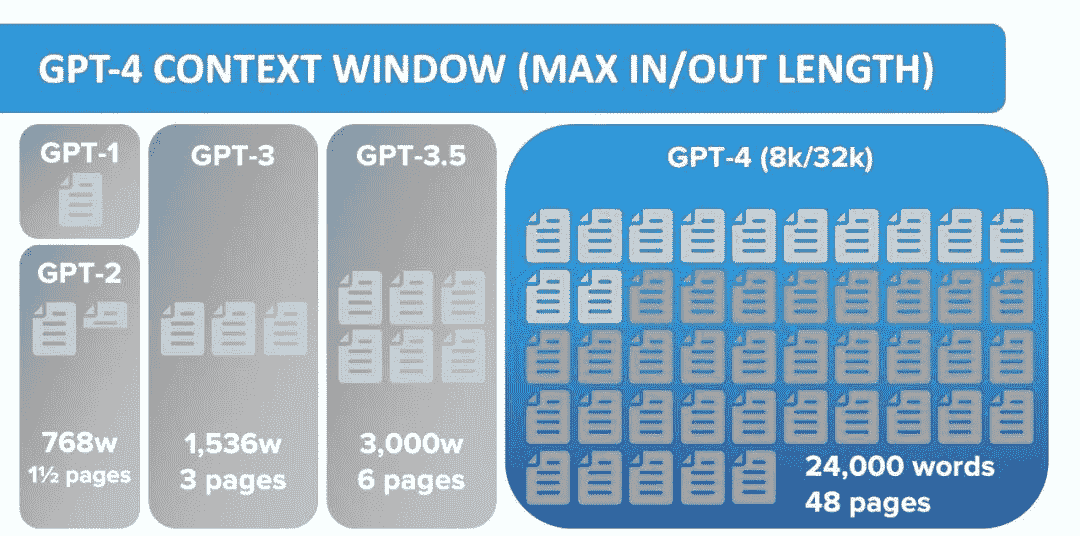 GPT-4 CONTEXT WINDOW (MAX IN/OUT LENGTH)
GPT-1
GPT-2
768w
1½ pages
GPT-3
1,536w
3 pages
GPT-3.5
3,000w
6 pages
GPT-4 (8k/32k)
24,000 words
48 pages